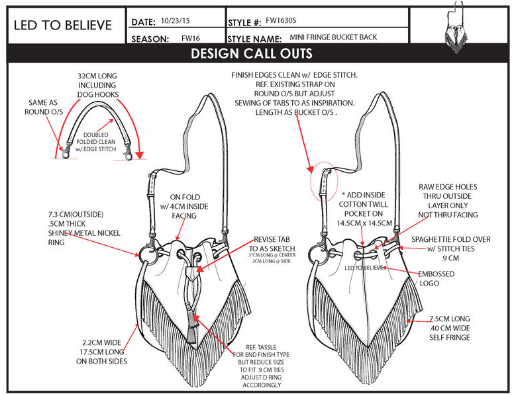 LED TO BELIEVE
DATE: 10/23/15
STYLE #: FW1630S
SEASON: FW16
STYLE NAME: MINI FRINGE BUCKET BACK
DESIGN CALL OUTS
32CM LONG
INCLUDING
DOG HOOKS
SAME AS
ROUND O/S
DOUBLED
FOLDED CLEAN
w/ EDGE STITCH
FINISH EDGES CLEAN w/ EDGE STITCH.
REF. EXISTING STRAP ON
ROUND O/S BUT ADJUST
SEWING OF TABS TO AS INSPIRATION.
LENGTH AS BUCKET O/S .
ON FOLD
w/ 4CM INSIDE
FACING
7.3 CM(OUTSIDE)
.5CM THICK
SHINEY METAL NICKEL
RING
REVISE TAB
TO AS SKETCH
3"CM LONG @ CENTER
2CM LONG @ SIDE
* ADD INSIDE
COTTON TWILL
POCKET ON
14.5CM x 14.5CM
RAW EDGE HOLES
THRU OUTSIDE
LAYER ONLY
NOT THRU FACING
SPAGHETTIE FOLD OVER
w/ STITCH TIES
.9 CM
LED TO BELIEVE
EMBOSSED
LOGO
7.5CM LONG
.40 CM WIDE
SELF FRINGE
2.2CM WIDE
17.5CM LONG
ON BOTH SIDES
REF. TASSLE
FOR END FINISH TYPE
BUT REDUCE SIZE
TO FIT .9 CM TIES
ADJUST D RING
ACCORDINGLY